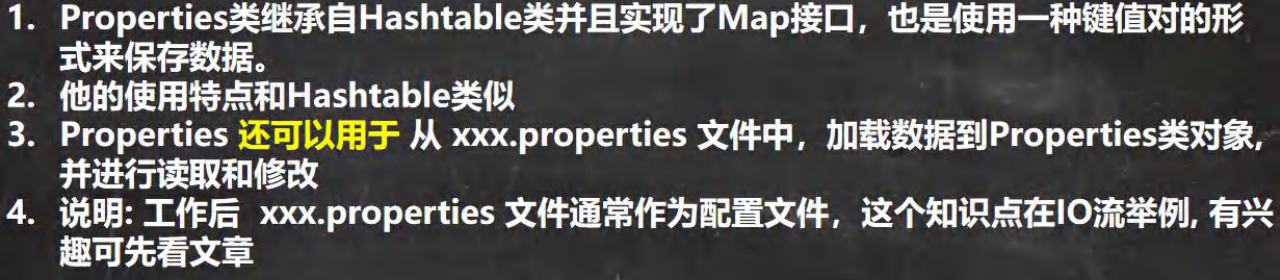 1. Properties类继承自Hashtable类并且实现了Map接口，也是使用一种键值对的形
式来保存数据。
2. 他的使用特点和Hashtable类似
3. Properties 还可以用于 从 xxx.properties 文件中，加载数据到Properties类对象,
并进行读取和修改
4. 说明: 工作后 xxx.properties 文件通常作为配置文件，这个知识点在IO流举例, 有兴
趣可先看文章